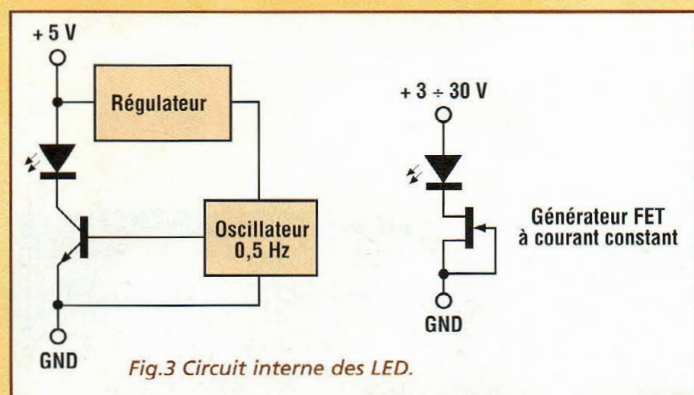 + 5 V
Régulateur
Oscillateur
0,5 Hz
GND
+ 3 ÷ 30 V
Générateur FET
à courant constant
GND
Fig.3 Circuit interne des LED.